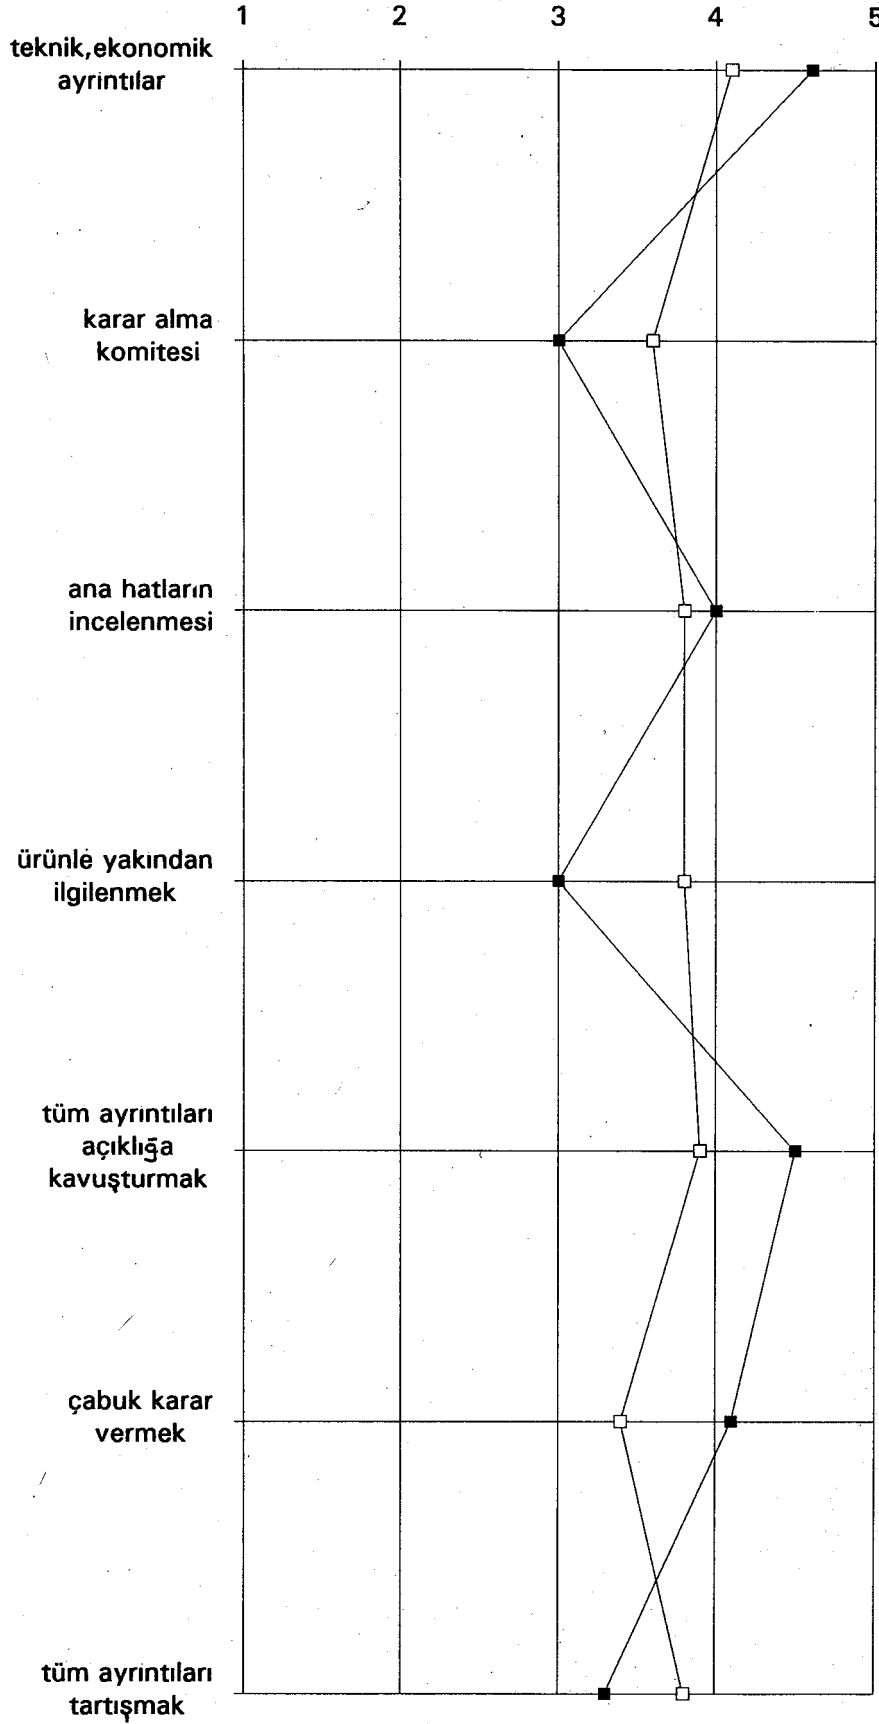 1 2 3 4 5
teknik,ekonomik
ayrıntılar
karar alma
komitesi
ana hatların
incelenmesi
ürünle yakından
ilgilenmek
tüm ayrıntıları
açıklığa
kavuşturmak
çabuk karar
vermek
tüm ayrıntıları
tartışmak